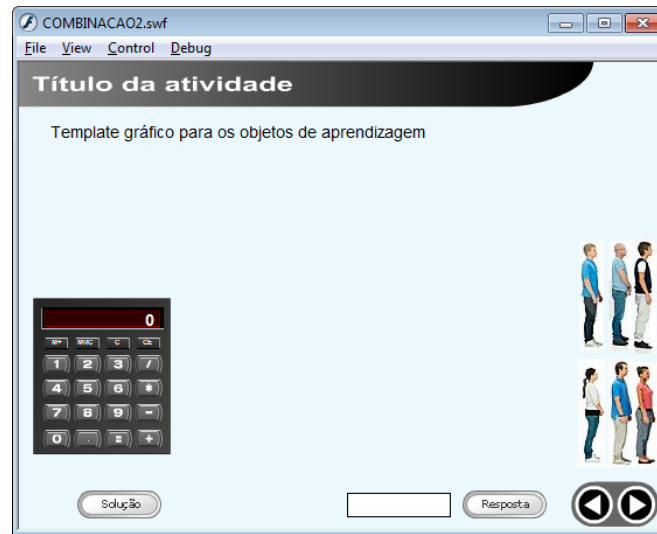 COMBINACAO2.swf
File View Control Debug
Título da atividade
Template gráfico para os objetos de aprendizagem
0
M+ MMC C CE
1 2 3 /
4 5 6 *
7 8 9 -
0 . = +
Solução
Resposta